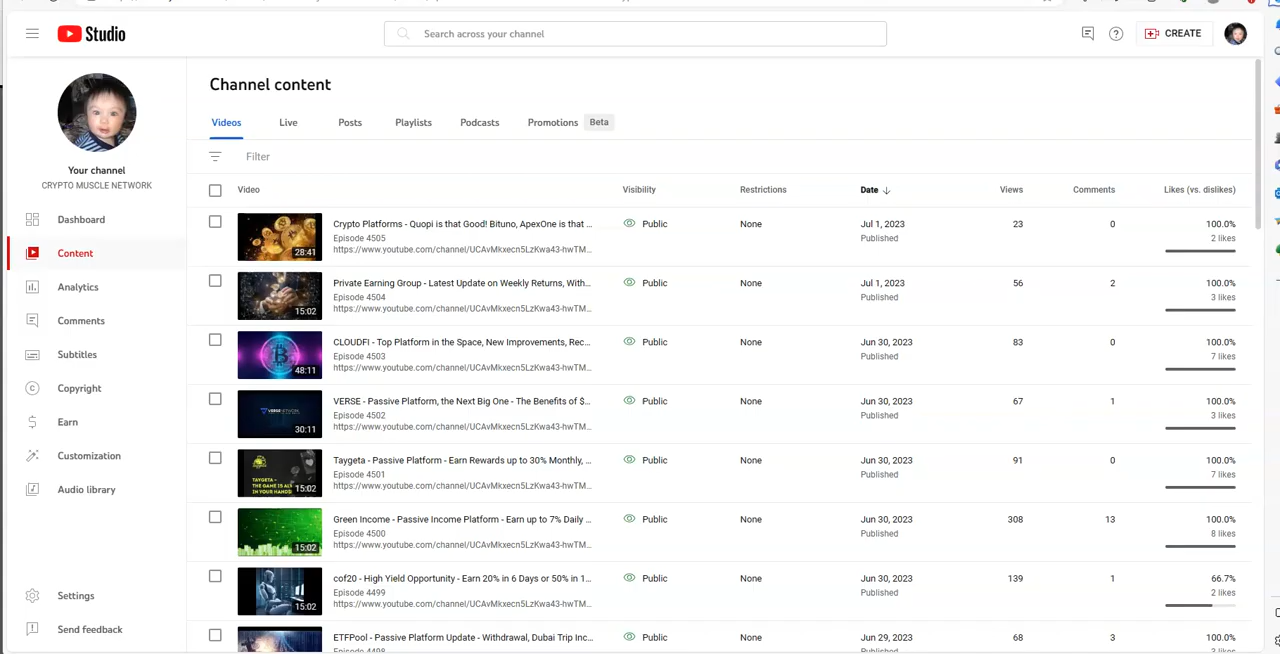 Studio
Search across your channel
CREATE
Your channel
CRYPTO MUSCLE NETWORK
Dashboard
Content
Analytics
Comments
Subtitles
Copyright
Earn
Customization
Audio library
Settings
Send feedback
Channel content
Videos Live Posts Playlists Podcasts Promotions Beta
Filter
Video Visibility Restrictions Date Views Comments Likes (vs. dislikes)
28:41 Crypto Platforms - Quopi is that Good! Bituno, ApexOne is that ... Public None Jul 1, 2023 23 0 100.0%
Episode 4505 Published 2 likes
https://www.youtube.com/channel/UCAvMkxecn5LzKwa43-hwTM...
15:02 Private Earning Group - Latest Update on Weekly Returns, With... Public None Jul 1, 2023 56 2 100.0%
Episode 4504 Published 3 likes
https://www.youtube.com/channel/UCAvMkxecn5LzKwa43-hwTM...
48:11 CLOUDFI - Top Platform in the Space, New Improvements, Rec... Public None Jun 30, 2023 83 0 100.0%
Episode 4503 Published 7 likes
https://www.youtube.com/channel/UCAvMkxecn5LzKwa43-hwTM...
30:11 VERSE - Passive Platform, the Next Big One - The Benefits of $... Public None Jun 30, 2023 67 1 100.0%
Episode 4502 Published 3 likes
https://www.youtube.com/channel/UCAvMkxecn5LzKwa43-hwTM...
TAYGETA -
THE GAME IS ALL
IN YOUR HANDS!
15:02 Taygeta - Passive Platform - Earn Rewards up to 30% Monthly, ... Public None Jun 30, 2023 91 0 100.0%
Episode 4501 Published 7 likes
https://www.youtube.com/channel/UCAvMkxecn5LzKwa43-hwTM...
15:02 Green Income - Passive Income Platform - Earn up to 7% Daily ... Public None Jun 30, 2023 308 13 100.0%
Episode 4500 Published 8 likes
https://www.youtube.com/channel/UCAvMkxecn5LzKwa43-hwTM...
15:02 cof20 - High Yield Opportunity - Earn 20% in 6 Days or 50% in 1... Public None Jun 30, 2023 139 1 66.7%
Episode 4499 Published 2 likes
https://www.youtube.com/channel/UCAvMkxecn5LzKwa43-hwTM...
ETFPool - Passive Platform Update - Withdrawal, Dubai Trip Inc... Public None Jun 29, 2023 68 3 100.0%